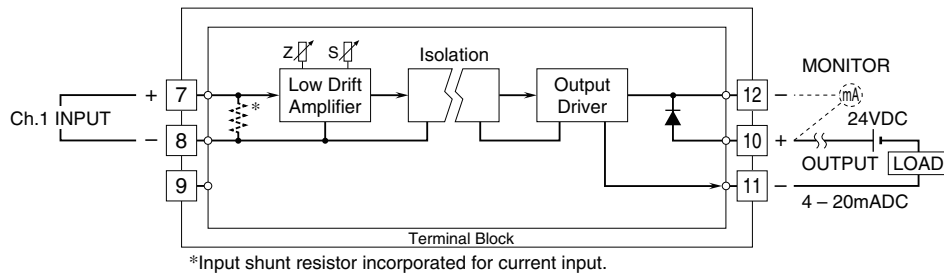 Z S Isolation
MONITOR
Low Drift
Amplifier
Output
Driver
mA
24VDC
Ch.1 INPUT
+ 7
− 8
9
*
12 −
10 +
11 −
OUTPUT
LOAD
4 – 20mADC
Terminal Block
*Input shunt resistor incorporated for current input.